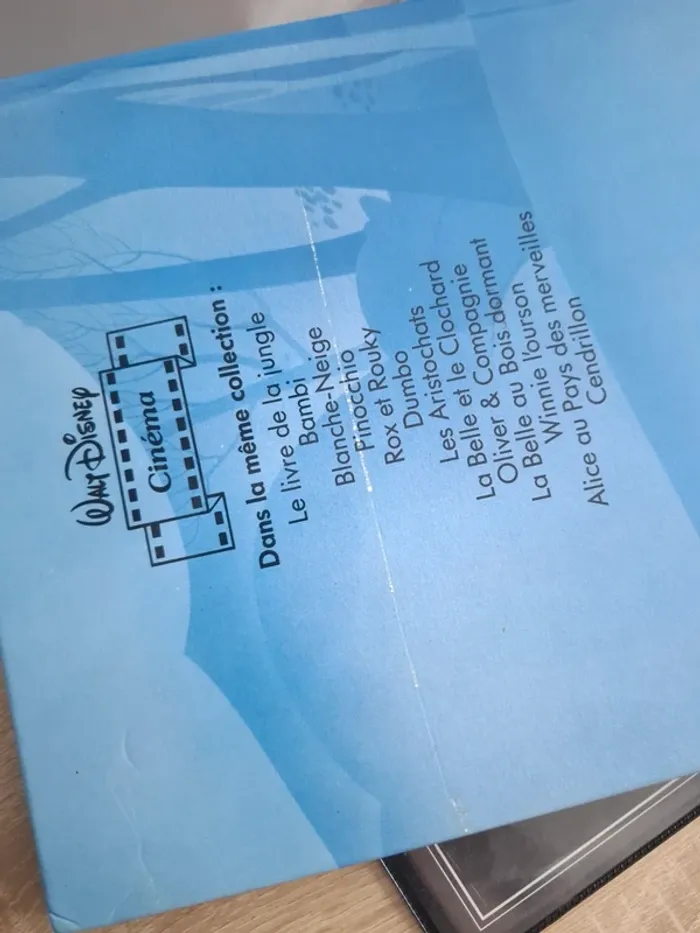 Walt Disney
Cinéma
Dans la même collection :
Le livre de la jungle
Bambi
Blanche-Neige
Pinocchio
Rox et Rouky
Dumbo
Les Aristochats
La Belle et le Clochard
Oliver & Compagnie
La Belle au Bois dormant
Winnie l'ourson
Alice au Pays des merveilles
Cendrillon